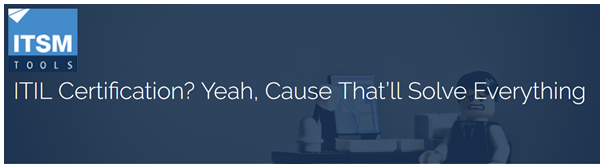 ITSM
TOOLS
ITIL Certification? Yeah, Cause That'll Solve Everything